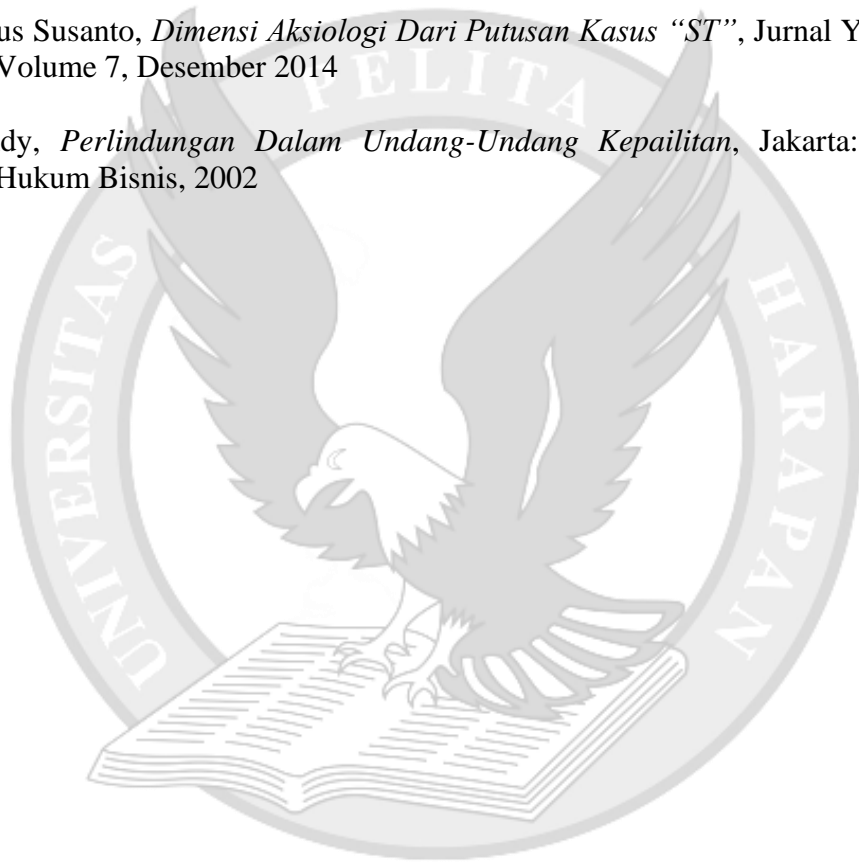 us Susanto, Dimensi Aksiologi Dari Putusan Kasus “ST”, Jurnal Y
Volume 7, Desember 2014
dy, Perlindungan Dalam Undang-Undang Kepailitan, Jakarta:
Hukum Bisnis, 2002
UNIVERSITAS PELITA HARAPAN